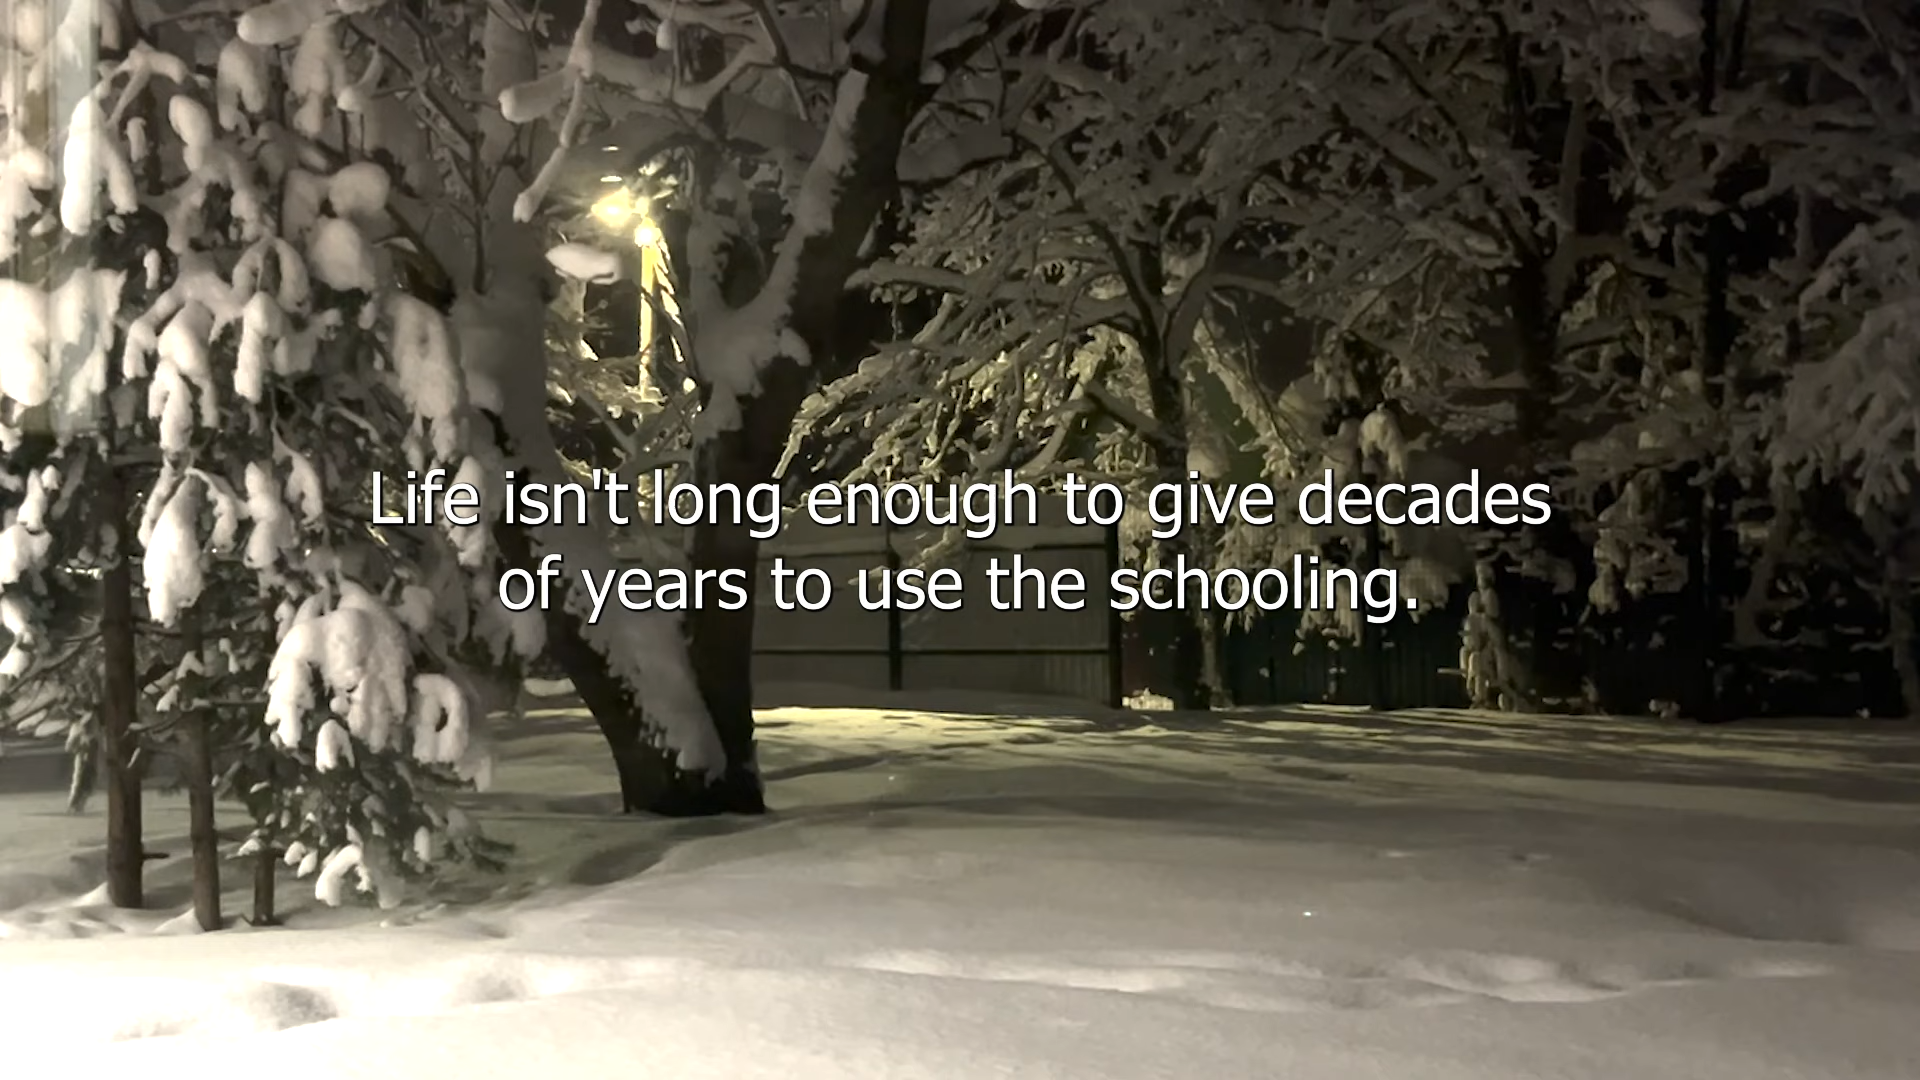 Life isn't long enough to give decades
of years to use the schooling.